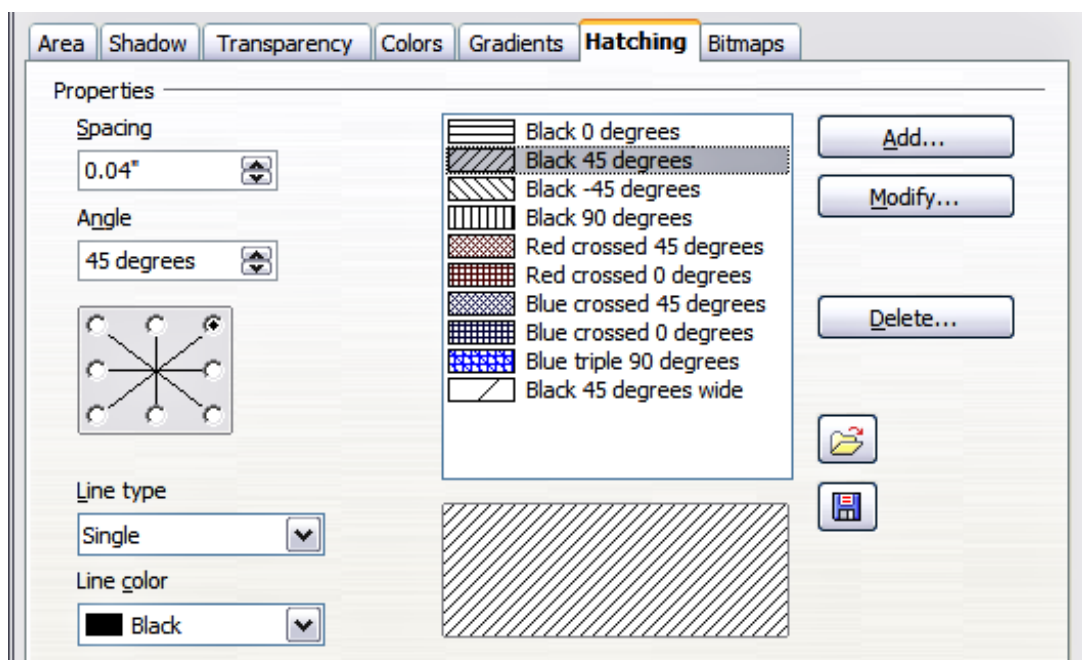 Area Shadow Transparency Colors Gradients Hatching Bitmaps
Properties
Spacing
0.04"
Angle
45 degrees
Line type
Single
Line color
Black
Black 0 degrees
Black 45 degrees
Black -45 degrees
Black 90 degrees
Red crossed 45 degrees
Red crossed 0 degrees
Blue crossed 45 degrees
Blue crossed 0 degrees
Blue triple 90 degrees
Black 45 degrees wide
Add...
Modify...
Delete...